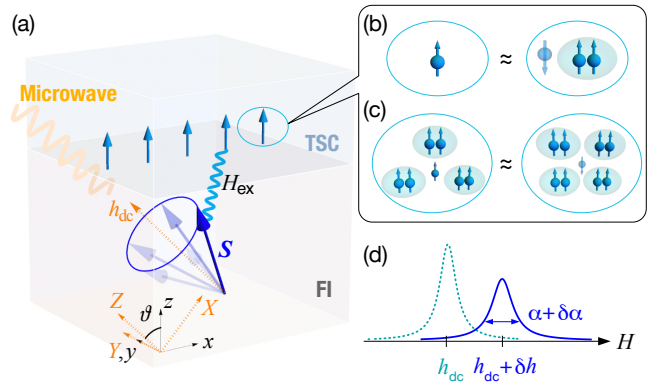 (a)
Microwave
TSC
H_ex
h_dc
S
FI
Z
ϑ
z
X
Y, y
x
(b)
≈
(c)
≈
(d)
α+δα
H
h_dc
h_dc+δh